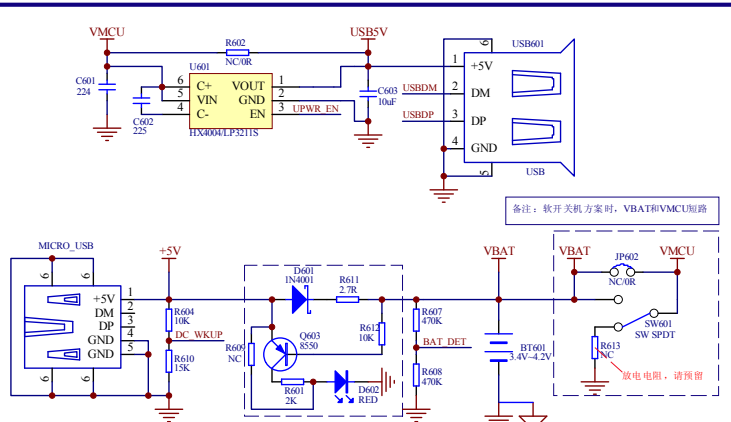 VMCU
R602
NC/0R
USB5V
U601
C601
224
C602
225
6
5
4
C+
VIN
C-
VOUT
GND
EN
1
2
3
UPWR_EN
HX4004/LP3211S
C603
10uF
USB601
6
1
+5V
USBDM
2
DM
USBDP
3
DP
4
GND
5
USB
备注：软开关机方案时，VBAT和VMCU短路
MICRO_USB
6
6
+5V
1
DM
2
DP
3
GND
4
GND
5
6
6
+5V
R604
10K
DC_WKUP
R610
15K
D601
1N4001
R611
2.7R
R612
10K
Q603
8550
R609
NC
R601
2K
D602
RED
R607
470K
BAT_DET
R608
470K
VBAT
BT601
3.4V~4.2V
VBAT
VMCU
JP602
NC/0R
SW601
SW SPDT
R613
NC
放电电阻，请预留